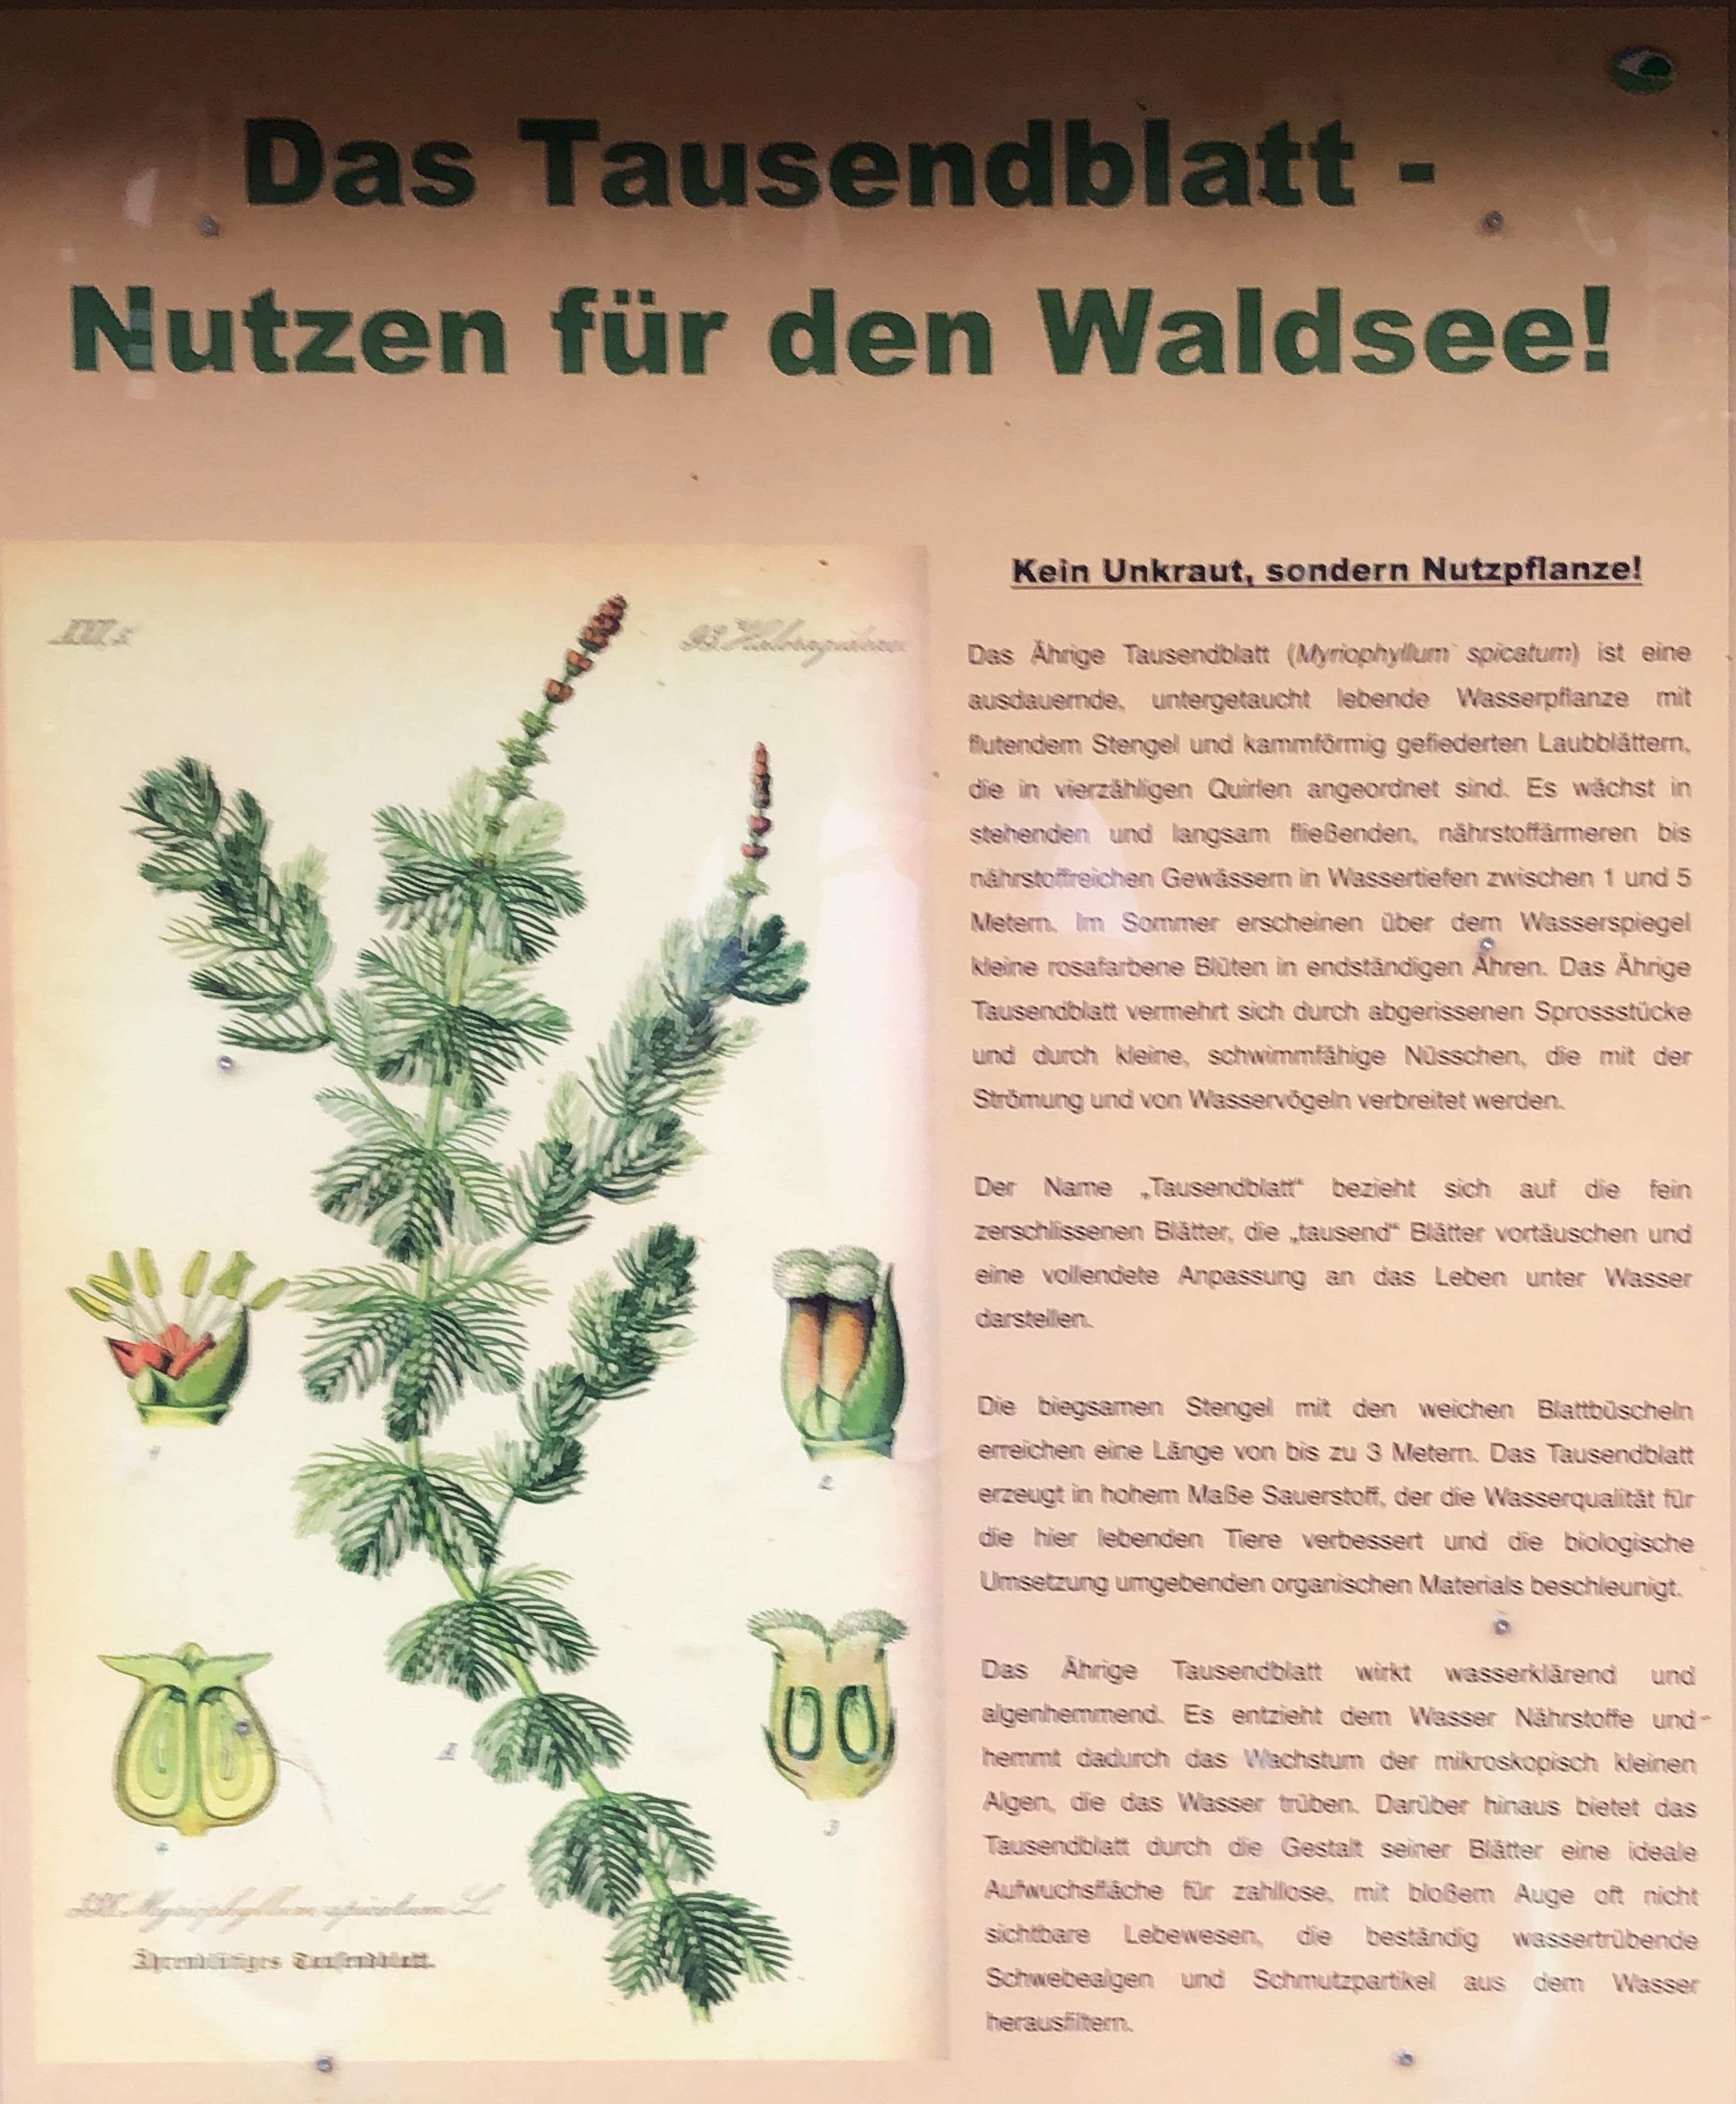 Das Tausendblatt -
Nutzen für den Waldsee!
XXI, 5.
93. Halorageen
1
2
A
3
4
330. Myriophyllum spicatum L.
Ährenblütiges Tausendblatt.
Kein Unkraut, sondern Nutzpflanze!
Das Ährige Tausendblatt (Myriophyllum spicatum) ist eine
ausdauernde, untergetaucht lebende Wasserpflanze mit
flutendem Stengel und kammförmig gefiederten Laubblättern,
die in vierzähligen Quirlen angeordnet sind. Es wächst in
stehenden und langsam fließenden, nährstoffärmeren bis
nährstoffreichen Gewässern in Wassertiefen zwischen 1 und 5
Metern. Im Sommer erscheinen über dem Wasserspiegel
kleine rosafarbene Blüten in endständigen Ähren. Das Ährige
Tausendblatt vermehrt sich durch abgerissenen Sprossstücke
und durch kleine, schwimmfähige Nüsschen, die mit der
Strömung und von Wasservögeln verbreitet werden.
Der Name „Tausendblatt“ bezieht sich auf die fein
zerschlissenen Blätter, die „tausend“ Blätter vortäuschen und
eine vollendete Anpassung an das Leben unter Wasser
darstellen.
Die biegsamen Stengel mit den weichen Blattbüscheln
erreichen eine Länge von bis zu 3 Metern. Das Tausendblatt
erzeugt in hohem Maße Sauerstoff, der die Wasserqualität für
die hier lebenden Tiere verbessert und die biologische
Umsetzung umgebenden organischen Materials beschleunigt.
Das Ährige Tausendblatt wirkt wasserklärend und
algenhemmend. Es entzieht dem Wasser Nährstoffe und
hemmt dadurch das Wachstum der mikroskopisch kleinen
Algen, die das Wasser trüben. Darüber hinaus bietet das
Tausendblatt durch die Gestalt seiner Blätter eine ideale
Aufwuchsfläche für zahllose, mit bloßem Auge oft nicht
sichtbare Lebewesen, die beständig wassertrübende
Schwebealgen und Schmutzpartikel aus dem Wasser
herausfiltern.